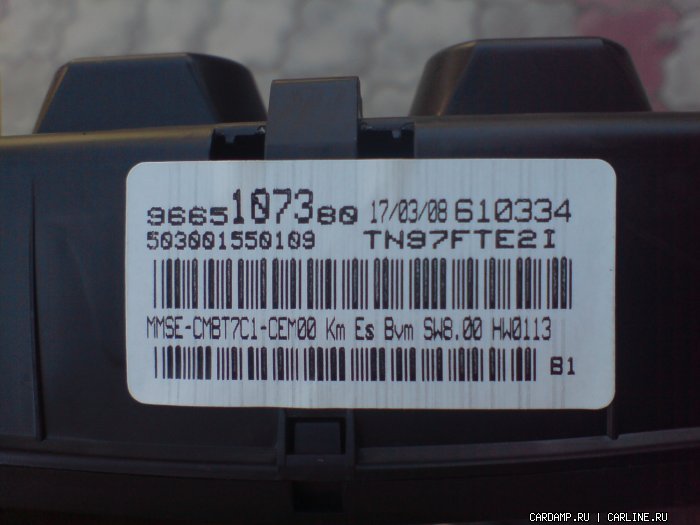 9665107380 17/03/08 610334
503001550109 TN97FTE2I
MMSE-CMBT7C1-CEM00 Km Es Bvm SW8.00 HW0113
B1
CARDAMP.RU | CARLINE.RU